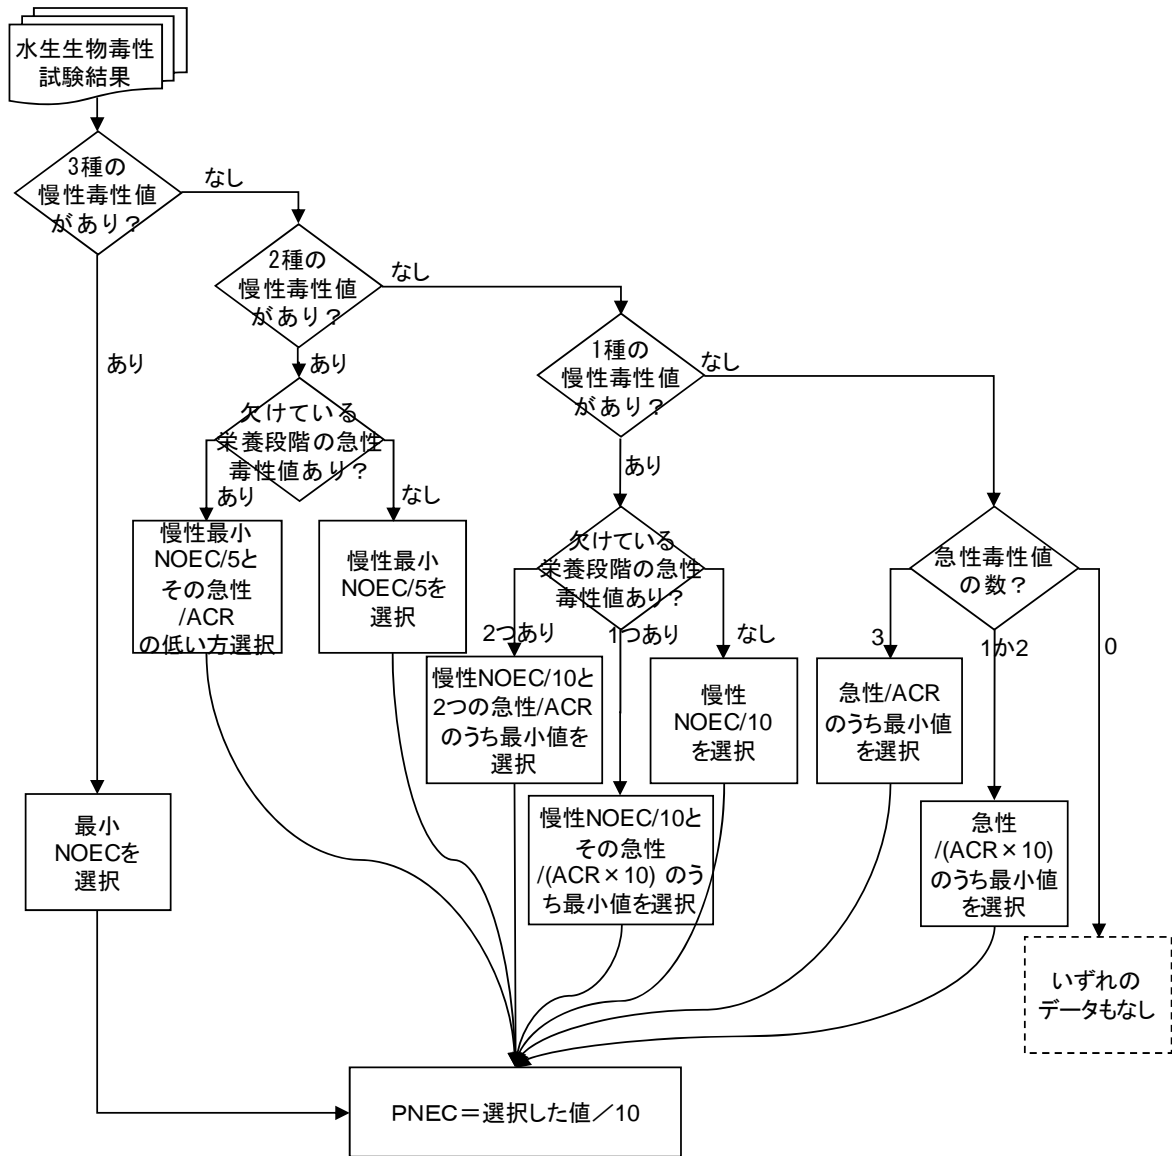 水生生物毒性
試験結果
3種の
慢性毒性値
があり？
なし
2種の
慢性毒性値
があり？
なし
1種の
慢性毒性値
があり？
なし
あり
あり
欠けている
栄養段階の急性
毒性値あり？
あり
なし
あり
慢性最小
NOEC/5と
その急性
/ACR
の低い方選択
慢性最小
NOEC/5を
選択
欠けている
栄養段階の急性
毒性値あり？
急性毒性値
の数？
2つあり
1つあり
なし
3
1か2
0
慢性NOEC/10と
2つの急性/ACR
のうち最小値を
選択
慢性
NOEC/10
を選択
急性/ACR
のうち最小値
を選択
最小
NOECを
選択
慢性NOEC/10と
その急性
/(ACR×10) のう
ち最小値を選択
急性
/(ACR×10)
のうち最小値
を選択
いずれの
データもなし
PNEC＝選択した値／10